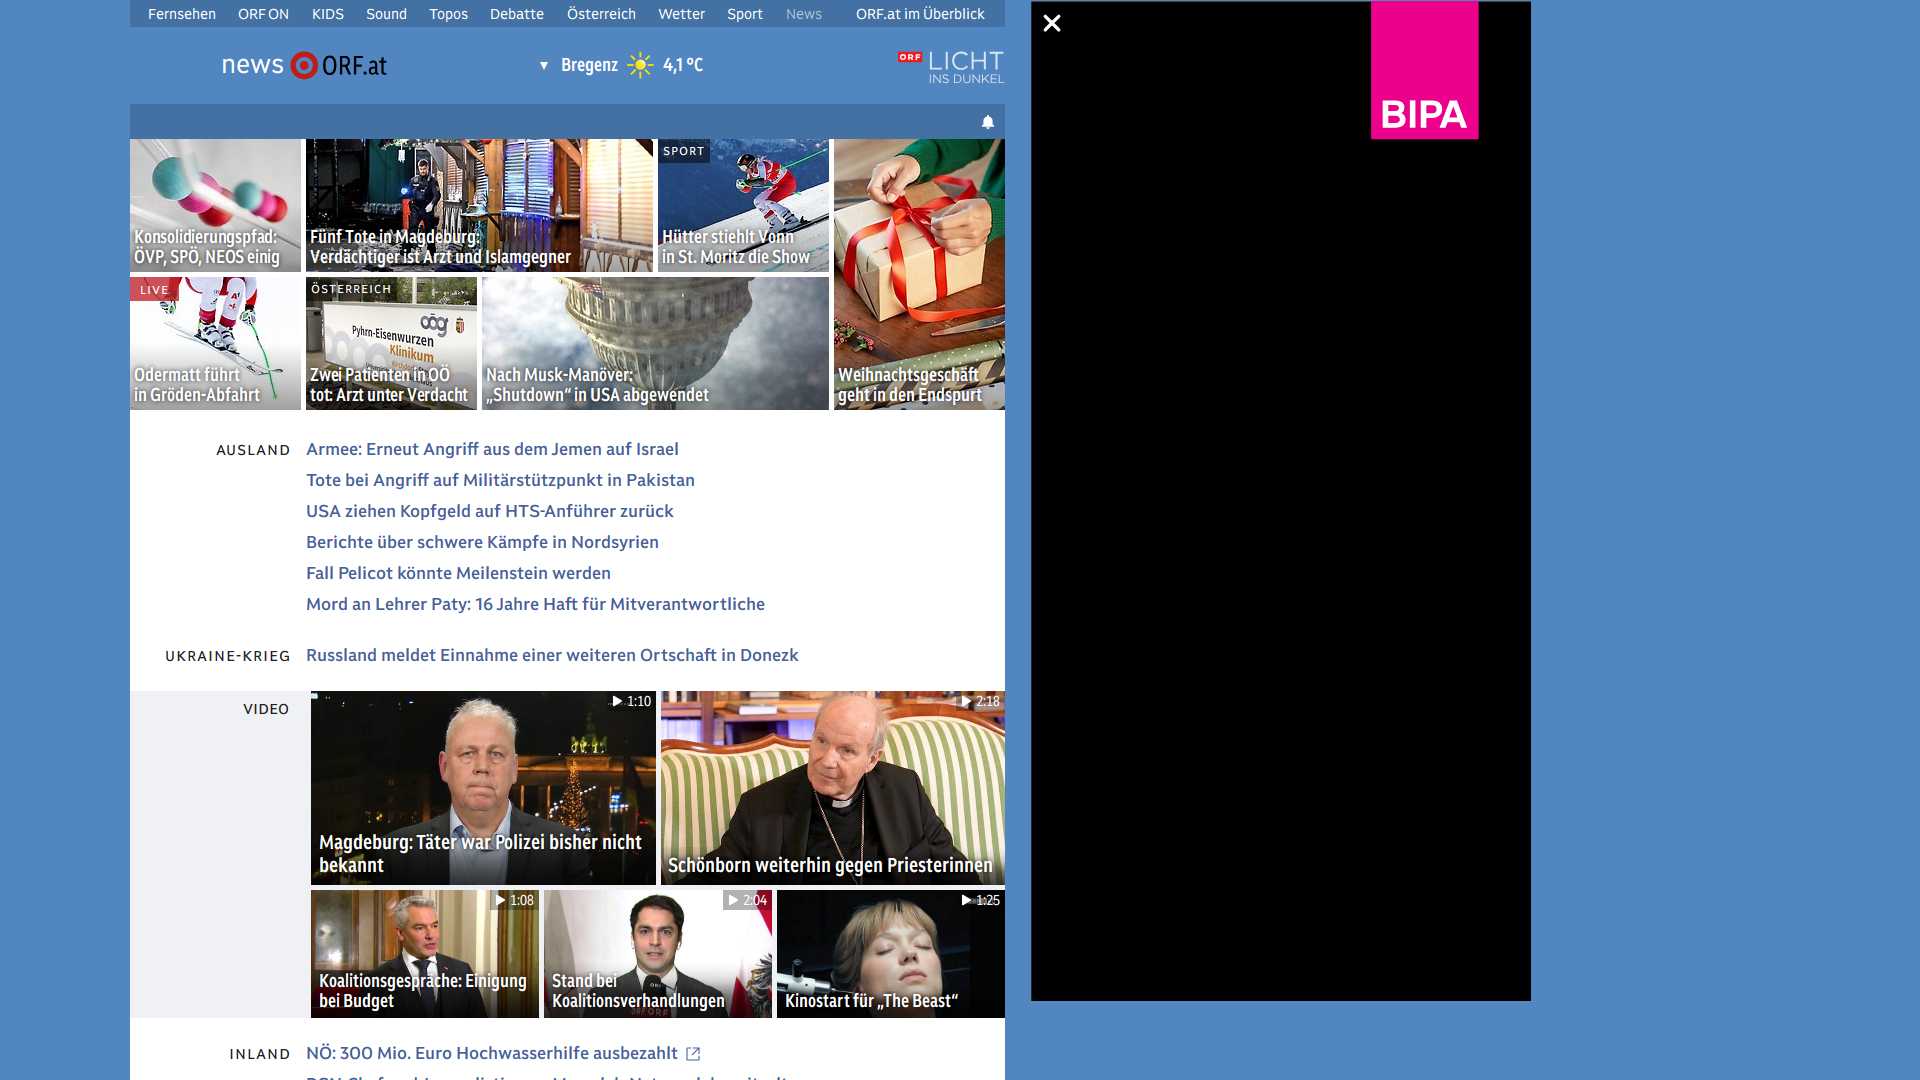 Fernsehen ORF ON KIDS Sound Topos Debatte Österreich Wetter Sport News ORF.at im Überblick
news ORF.at
Bregenz 4,1 °C
ORF LICHT
INS DUNKEL
BIPA
Konsolidierungspfad:
ÖVP, SPÖ, NEOS einig
Fünf Tote in Magdeburg:
Verdächtiger ist Arzt und Islamgegner
SPORT
Hütter stiehlt Vonn
in St. Moritz die Show
LIVE
Odermatt führt
in Gröden-Abfahrt
ÖSTERREICH
oög
Pyhrn-Eisenwurzen
Klinikum
Zwei Patienten in OÖ
tot: Arzt unter Verdacht
Nach Musk-Manöver:
„Shutdown“ in USA abgewendet
Weihnachtsgeschäft
geht in den Endspurt
AUSLAND
Armee: Erneut Angriff aus dem Jemen auf Israel
Tote bei Angriff auf Militärstützpunkt in Pakistan
USA ziehen Kopfgeld auf HTS-Anführer zurück
Berichte über schwere Kämpfe in Nordsyrien
Fall Pelicot könnte Meilenstein werden
Mord an Lehrer Paty: 16 Jahre Haft für Mitverantwortliche
UKRAINE-KRIEG
Russland meldet Einnahme einer weiteren Ortschaft in Donezk
VIDEO
1:10
Magdeburg: Täter war Polizei bisher nicht
bekannt
2:18
Schönborn weiterhin gegen Priesterinnen
1:08
Koalitionsgespräche: Einigung
bei Budget
2:04
Stand bei
Koalitionsverhandlungen
1:25
Kinostart für „The Beast“
INLAND
NÖ: 300 Mio. Euro Hochwasserhilfe ausbezahlt